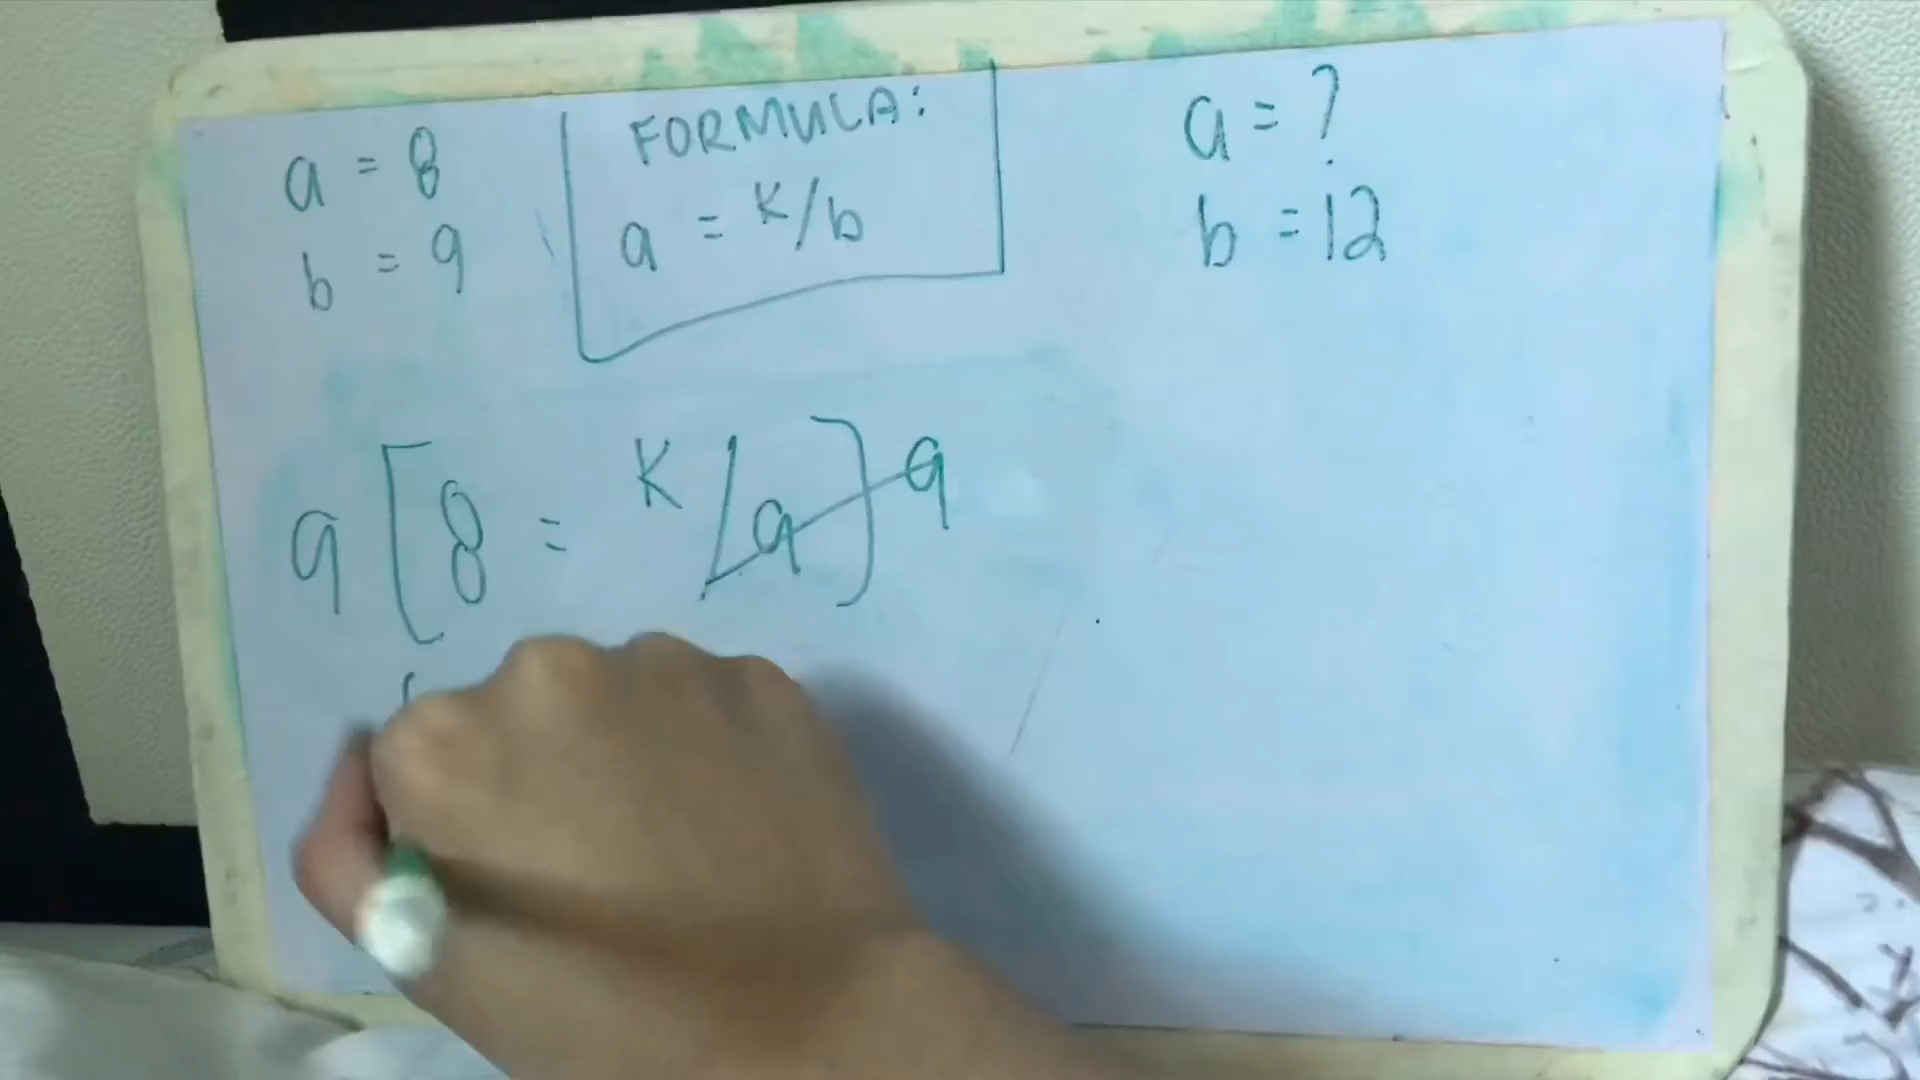 a = 8
b = 9
FORMULA:
a = K/b
a = ?
b = 12
9 [8 = K/9] 9